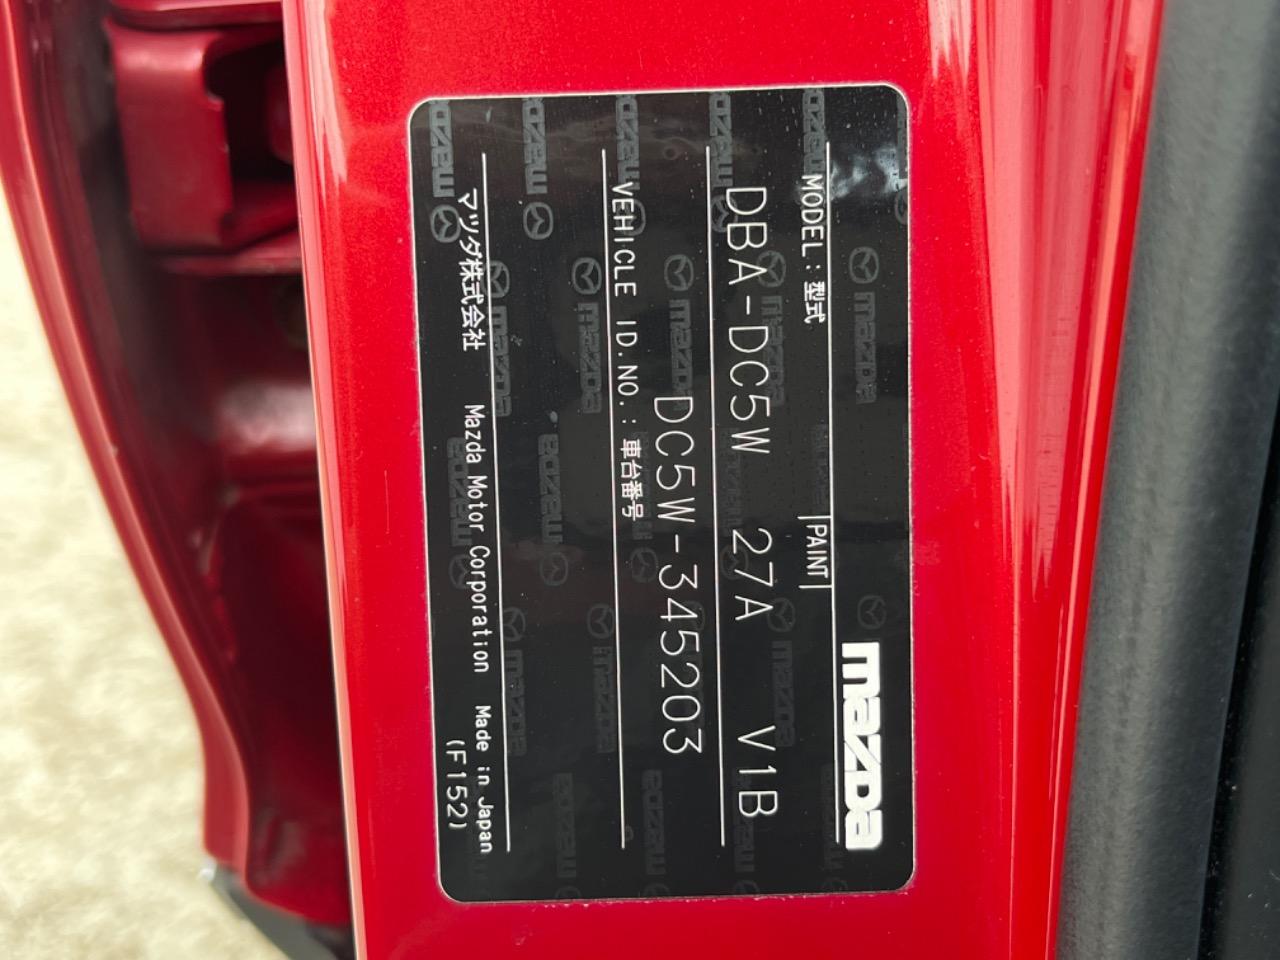 mazda
MODEL:型式 PAINT
DBA-DC5W 27A V1B
VEHICLE ID.NO.:車台番号
DC5W-345203
マツダ株式会社 Mazda Motor Corporation Made in Japan
(F152)